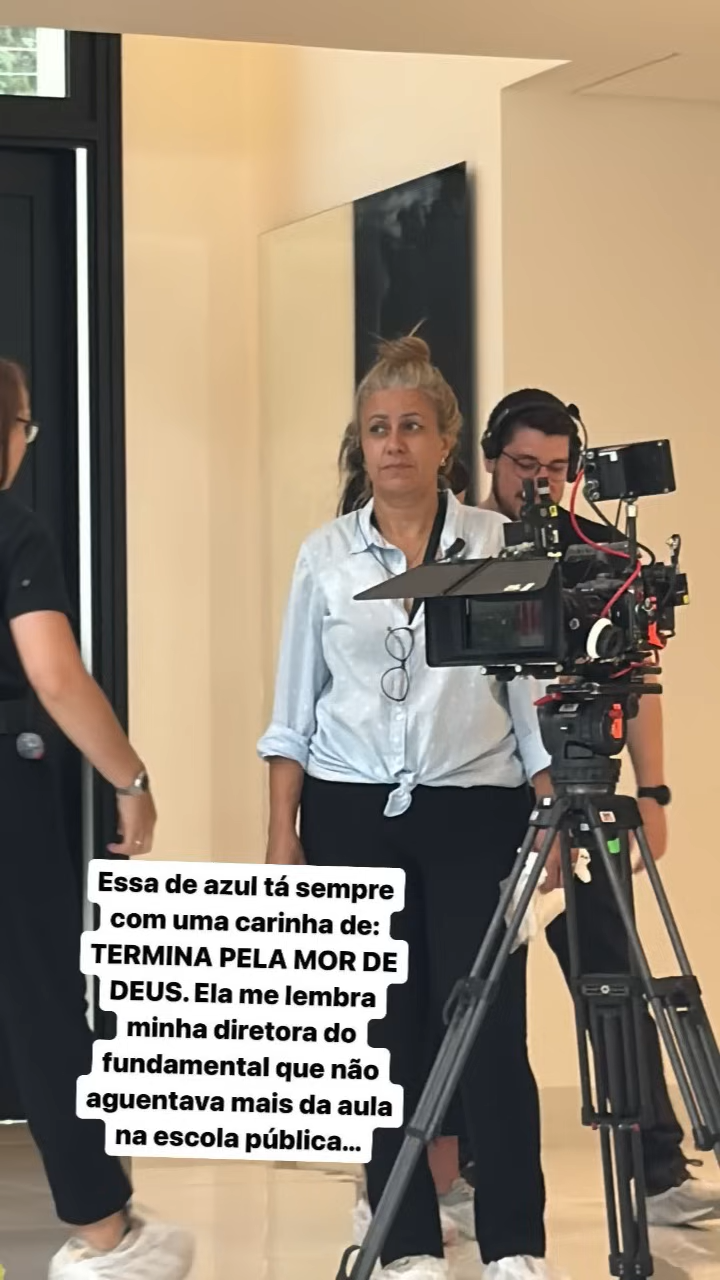 Essa de azul tá sempre
com uma carinha de:
TERMINA PELA MOR DE
DEUS. Ela me lembra
minha diretora do
fundamental que não
aguentava mais da aula
na escola pública...